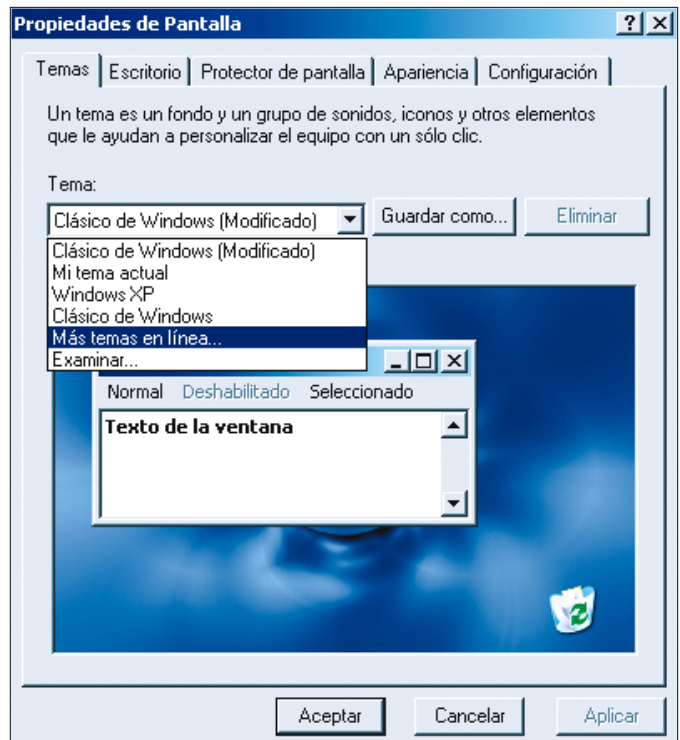 Propiedades de Pantalla
Temas Escritorio Protector de pantalla Apariencia Configuración
Un tema es un fondo y un grupo de sonidos, iconos y otros elementos
que le ayudan a personalizar el equipo con un sólo clic.
Tema:
Clásico de Windows (Modificado) Guardar como... Eliminar
Clásico de Windows (Modificado)
Mi tema actual
Windows XP
Clásico de Windows
Más temas en línea...
Examinar...
Normal Deshabilitado Seleccionado
Texto de la ventana
Aceptar Cancelar Aplicar